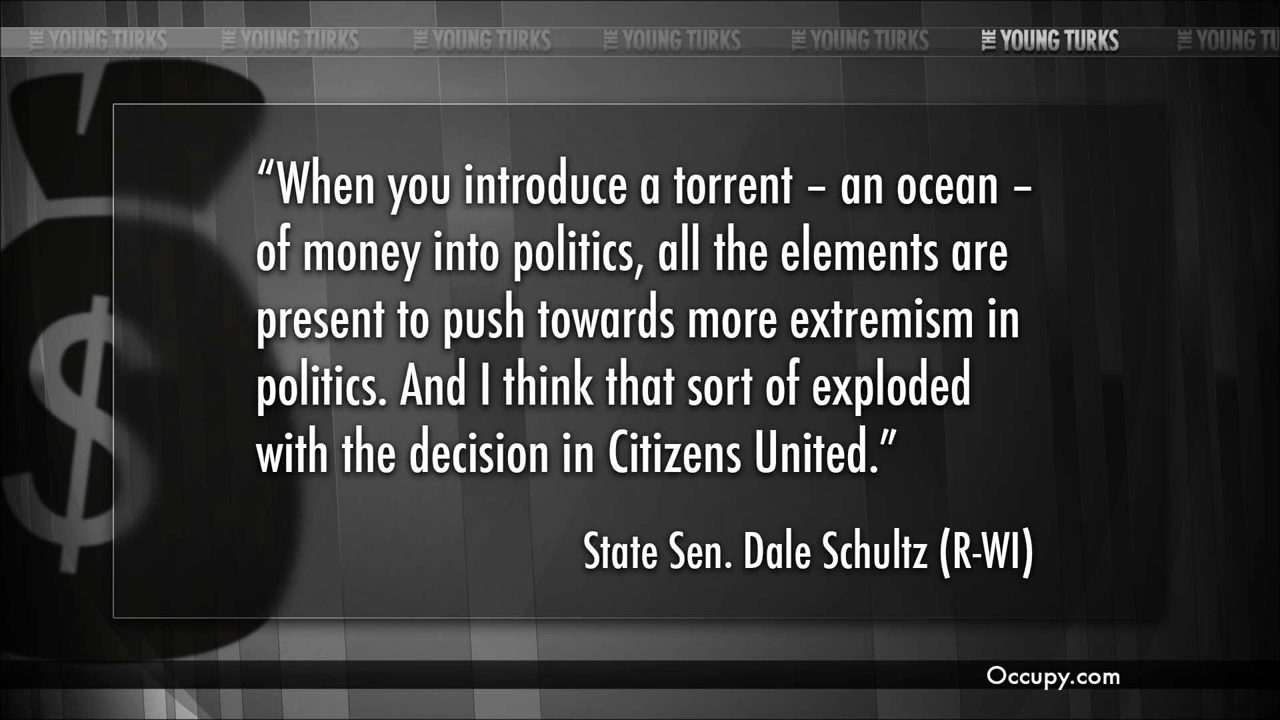 THE YOUNG TURKS THE YOUNG TURKS THE YOUNG TURKS THE YOUNG TURKS THE YOUNG TURKS THE YOUNG TURKS THE YOUNG TU
“When you introduce a torrent – an ocean –
of money into politics, all the elements are
present to push towards more extremism in
politics. And I think that sort of exploded
with the decision in Citizens United.”
State Sen. Dale Schultz (R-WI)
$
Occupy.com